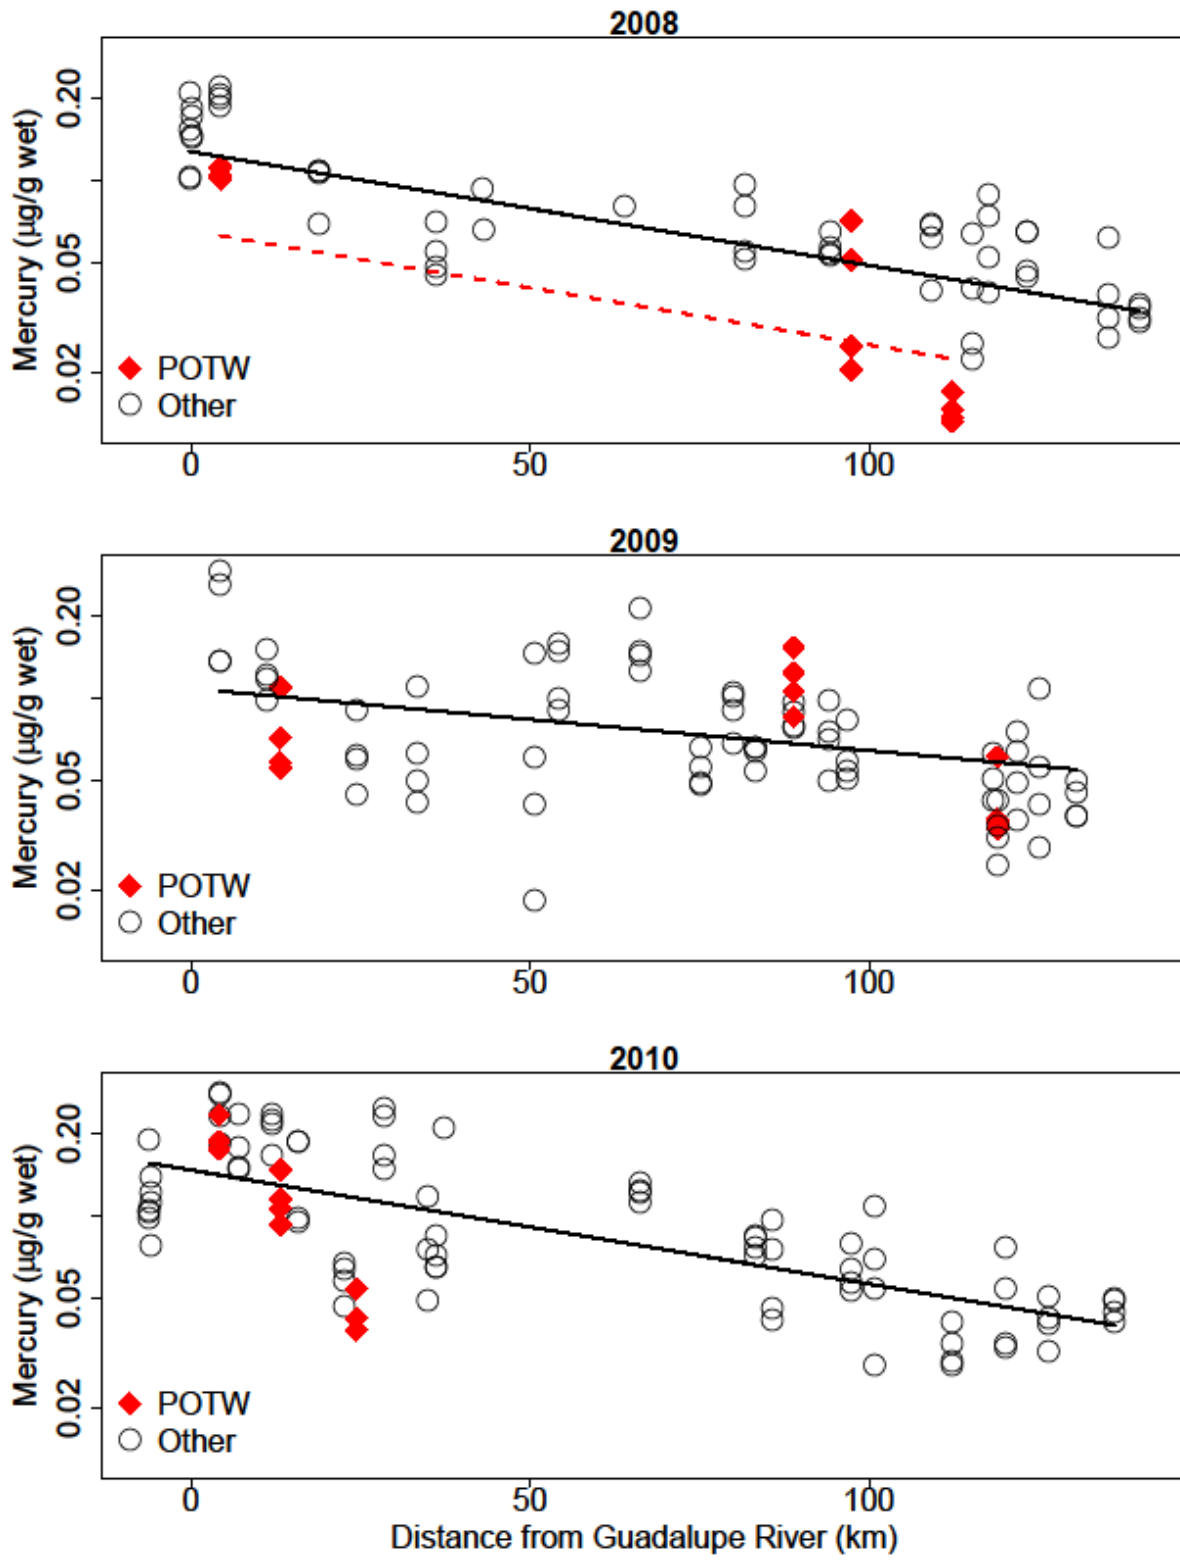 2008
Mercury (µg/g wet)
0.20
0.05
0.02
POTW
Other
0 50 100
2009
Mercury (µg/g wet)
0.20
0.05
0.02
POTW
Other
0 50 100
2010
Mercury (µg/g wet)
0.20
0.05
0.02
POTW
Other
0 50 100
Distance from Guadalupe River (km)